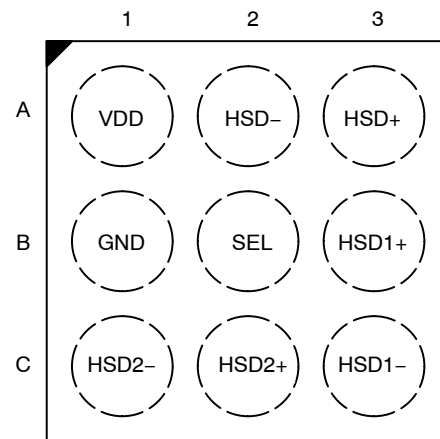 1 2 3
A VDD HSD− HSD+
B GND SEL HSD1+
C HSD2− HSD2+ HSD1−